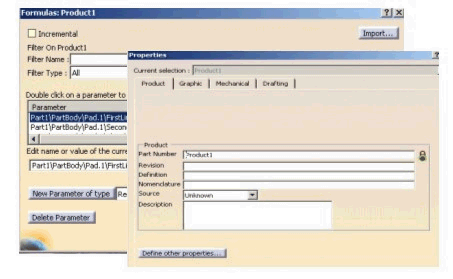 Formulas: Product1
Incremental
Import...
Filter On Product1
Filter Name :
Filter Type : All
Double click on a parameter to
Parameter
Part1\PartBody\Pad.1\FirstLi
Part1\PartBody\Pad.1\Secon
Edit name or value of the curre
Part1\PartBody\Pad.1\FirstLi
New Parameter of type Re
Delete Parameter
Properties
Current selection : Product1
Product Graphic Mechanical Drafting
Product
Part Number Product1
Revision
Definition
Nomenclature
Source Unknown
Description
Define other properties...